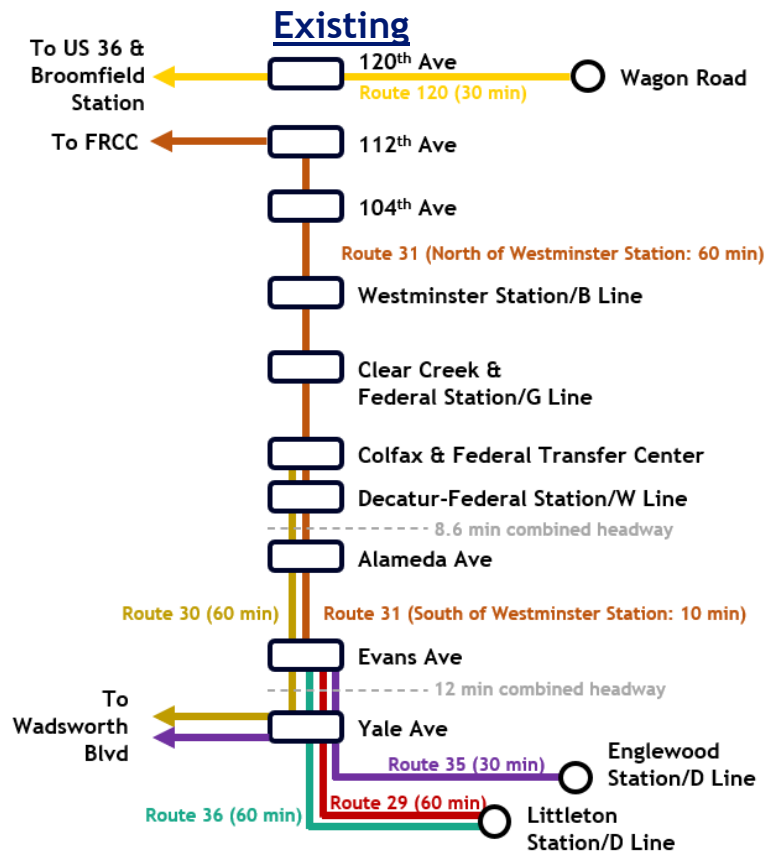 Existing
To US 36 &
Broomfield
Station
120th Ave
Route 120 (30 min)
Wagon Road
To FRCC
112th Ave
104th Ave
Route 31 (North of Westminster Station: 60 min)
Westminster Station/B Line
Clear Creek &
Federal Station/G Line
Colfax & Federal Transfer Center
Decatur-Federal Station/W Line
8.6 min combined headway
Alameda Ave
Route 30 (60 min)
Route 31 (South of Westminster Station: 10 min)
Evans Ave
12 min combined headway
To
Wadsworth
Blvd
Yale Ave
Route 35 (30 min)
Englewood
Station/D Line
Route 36 (60 min)
Route 29 (60 min)
Littleton
Station/D Line